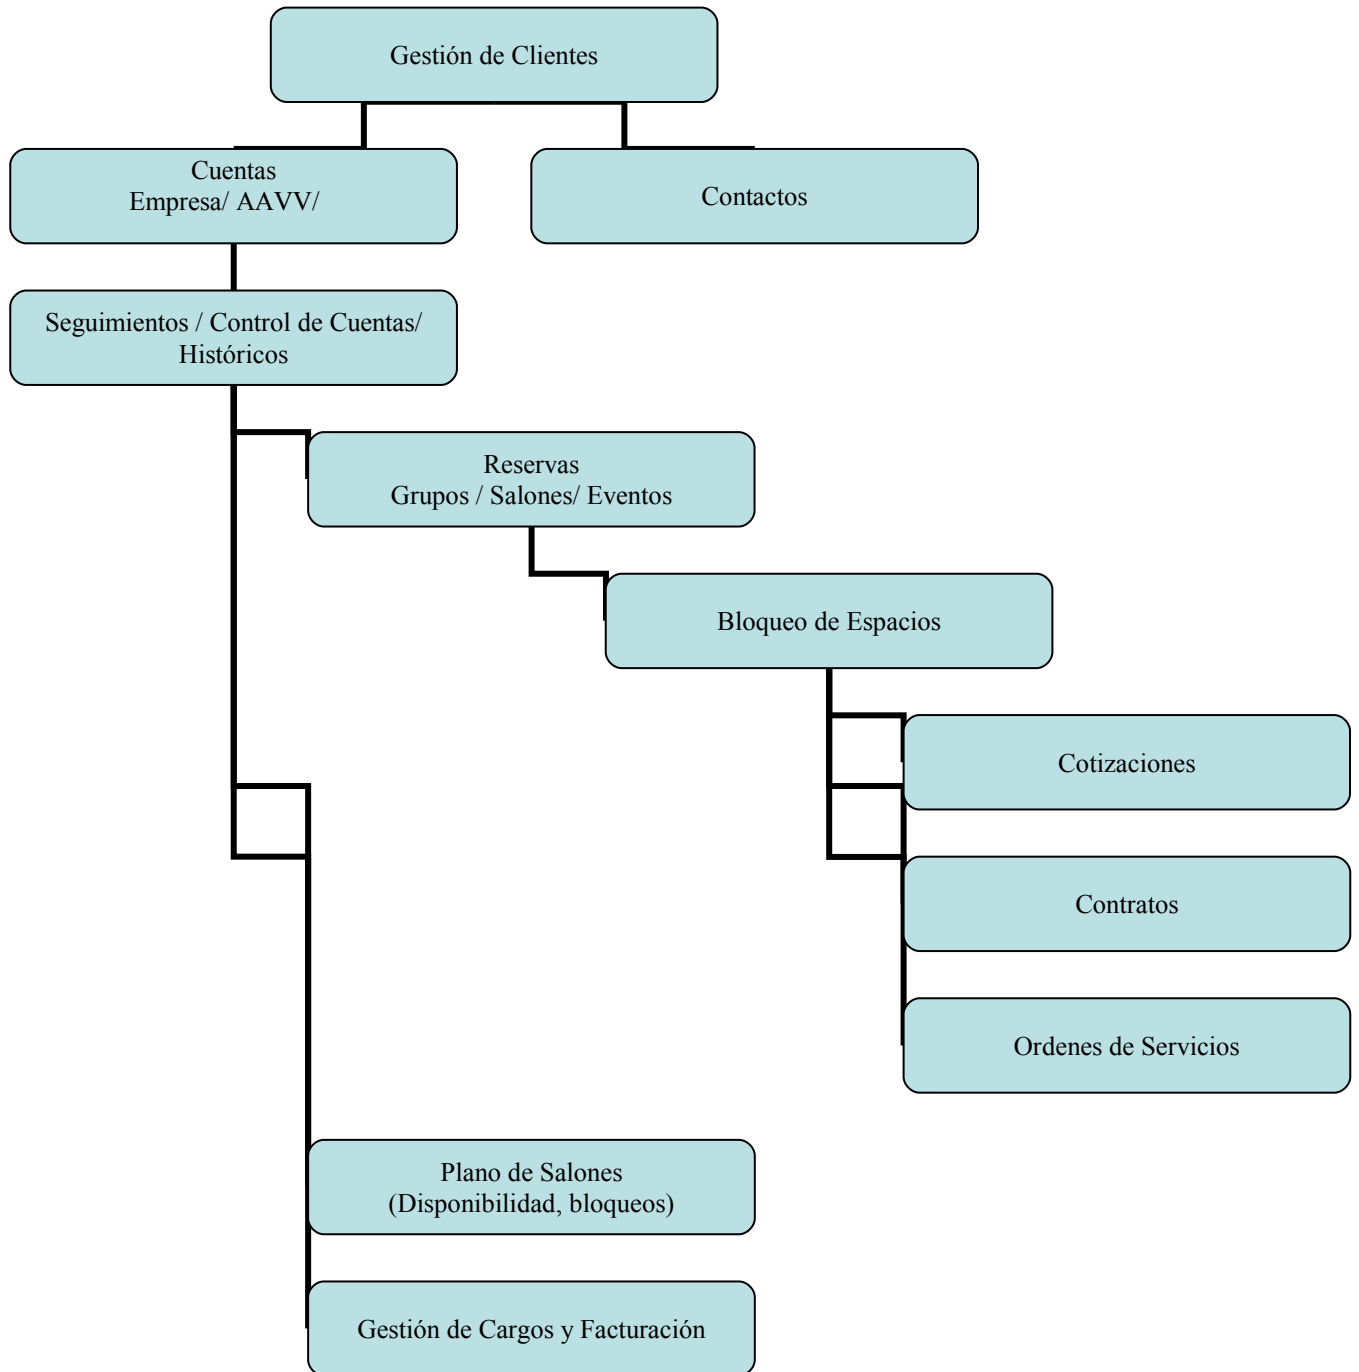 Gestión de Clientes
Cuentas
Empresa/ AAVV/
Contactos
Seguimientos / Control de Cuentas/
Históricos
Reservas
Grupos / Salones/ Eventos
Bloqueo de Espacios
Cotizaciones
Contratos
Ordenes de Servicios
Plano de Salones
(Disponibilidad, bloqueos)
Gestión de Cargos y Facturación